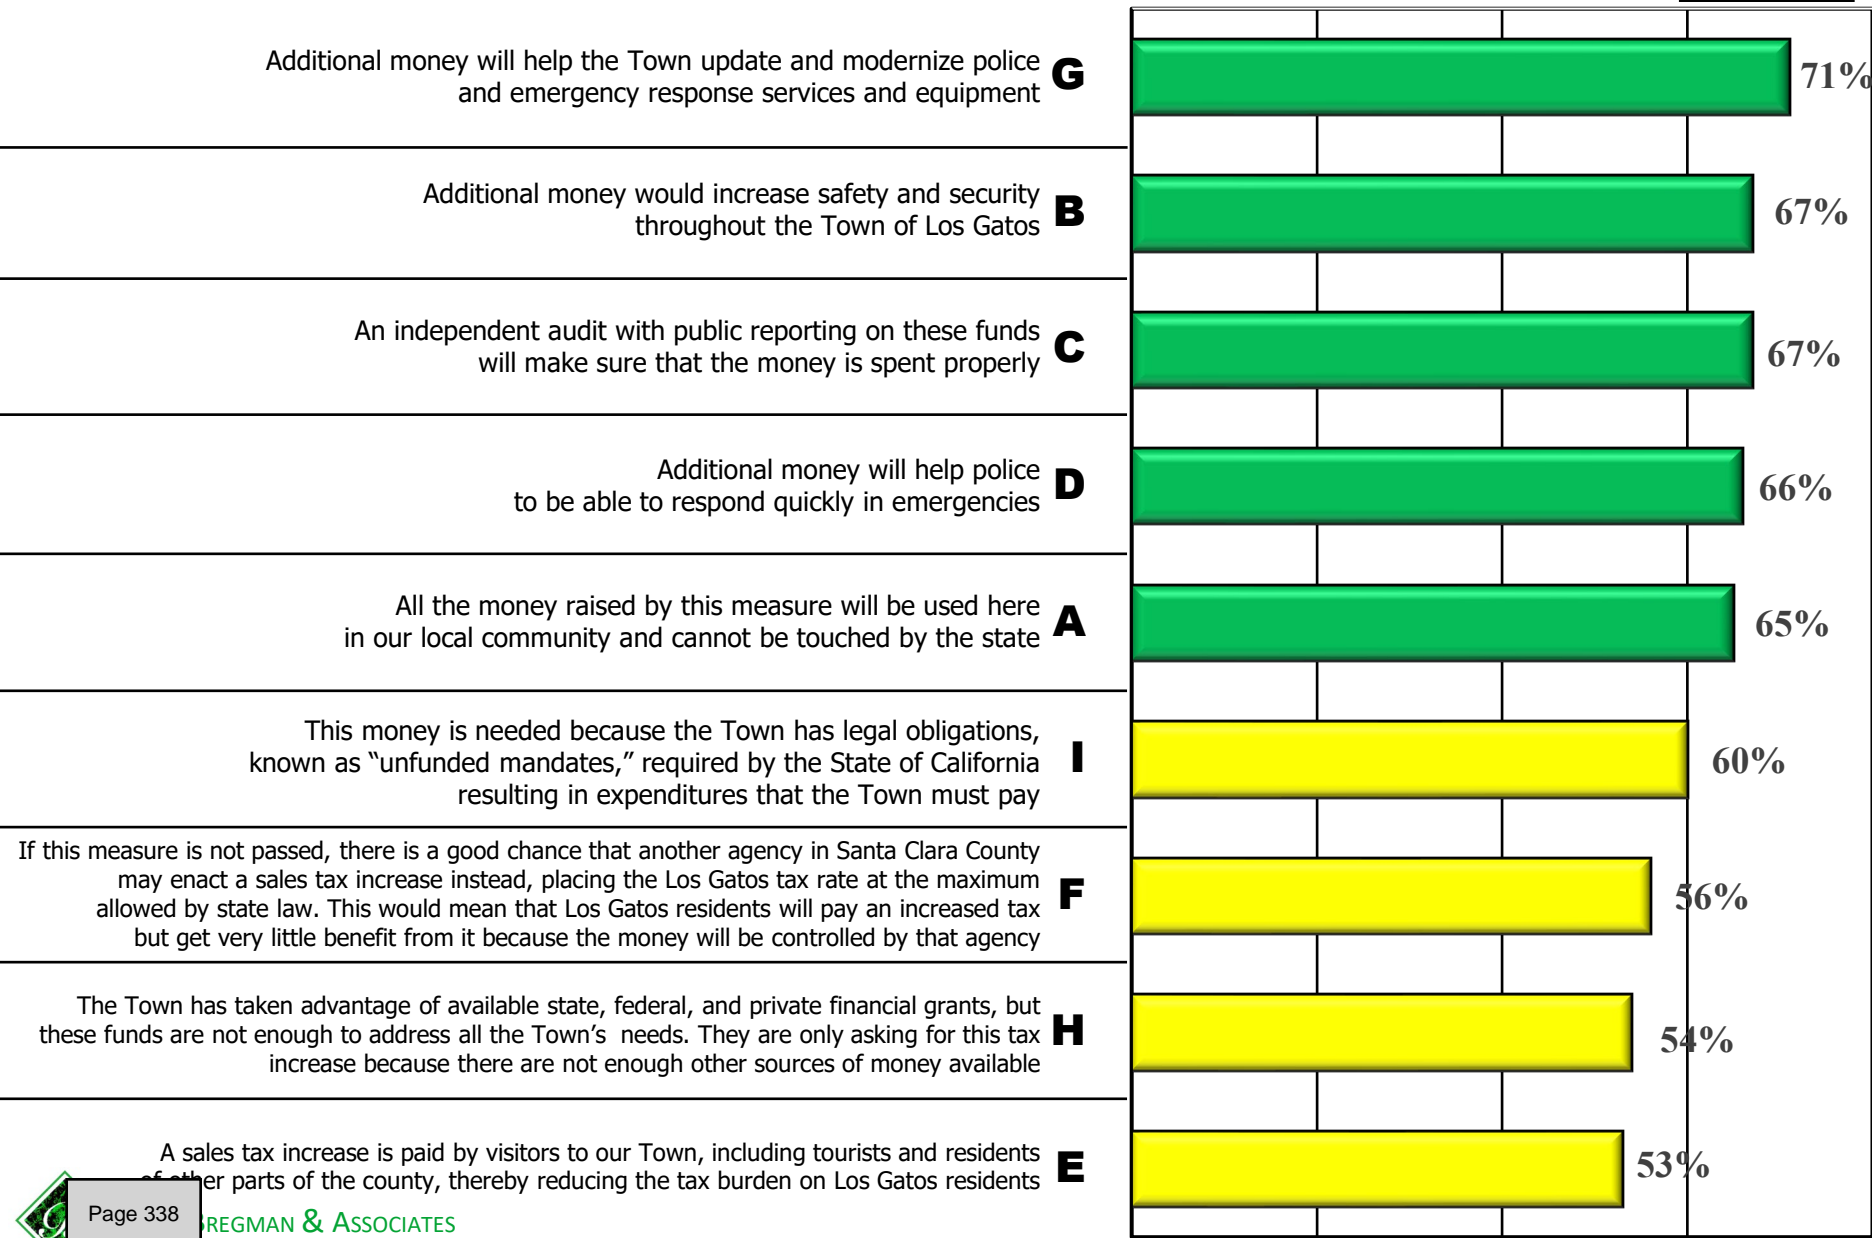 Additional money will help the Town update and modernize police
and emergency response services and equipment
G
71%
Additional money would increase safety and security
throughout the Town of Los Gatos
B
67%
An independent audit with public reporting on these funds
will make sure that the money is spent properly
C
67%
Additional money will help police
to be able to respond quickly in emergencies
D
66%
All the money raised by this measure will be used here
in our local community and cannot be touched by the state
A
65%
This money is needed because the Town has legal obligations,
known as “unfunded mandates,” required by the State of California
resulting in expenditures that the Town must pay
I
60%
If this measure is not passed, there is a good chance that another agency in Santa Clara County
may enact a sales tax increase instead, placing the Los Gatos tax rate at the maximum
allowed by state law. This would mean that Los Gatos residents will pay an increased tax
but get very little benefit from it because the money will be controlled by that agency
F
56%
The Town has taken advantage of available state, federal, and private financial grants, but
these funds are not enough to address all the Town’s  needs. They are only asking for this tax
increase because there are not enough other sources of money available
H
54%
A sales tax increase is paid by visitors to our Town, including tourists and residents
of other parts of the county, thereby reducing the tax burden on Los Gatos residents
E
53%
Page 338
BREGMAN & ASSOCIATES